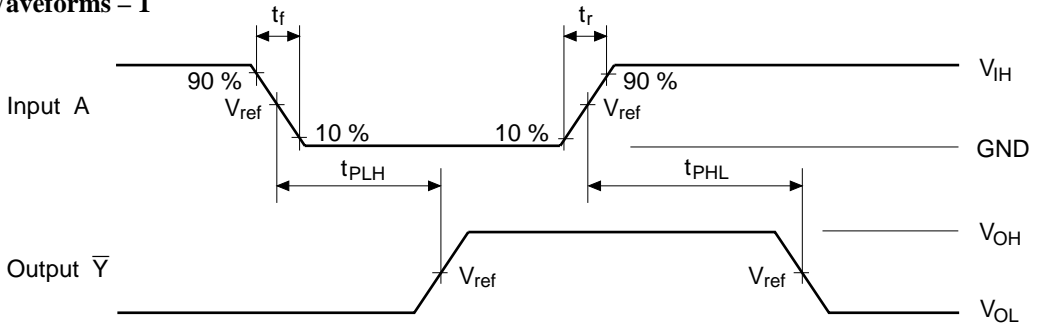 Waveforms – 1
tf
tr
90 %
90 %
VIH
Input A
Vref
Vref
10 %
10 %
GND
tPLH
tPHL
VOH
Output Y̅
Vref
Vref
VOL